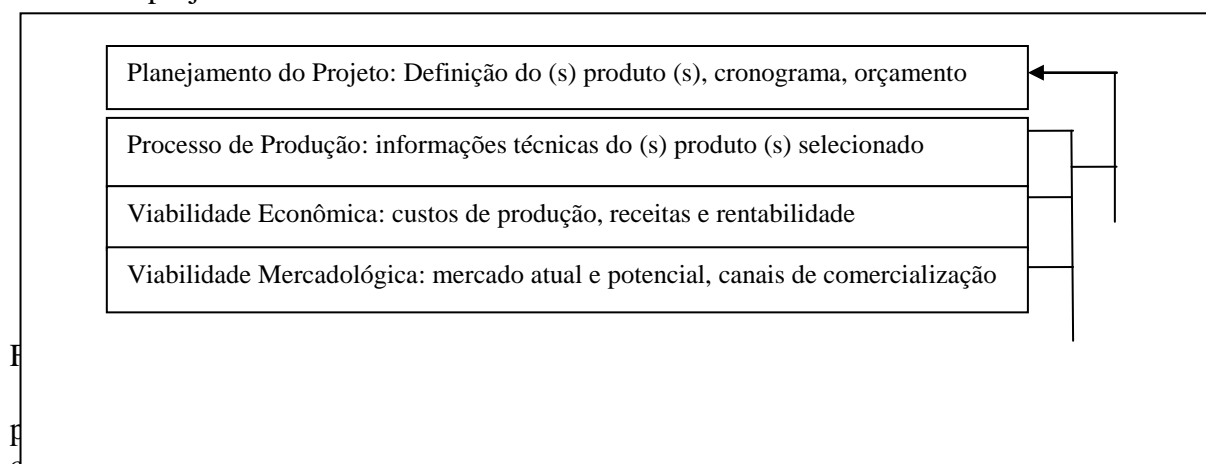 Planejamento do Projeto: Definição do (s) produto (s), cronograma, orçamento
Processo de Produção: informações técnicas do (s) produto (s) selecionado
Viabilidade Econômica: custos de produção, receitas e rentabilidade
Viabilidade Mercadológica: mercado atual e potencial, canais de comercialização